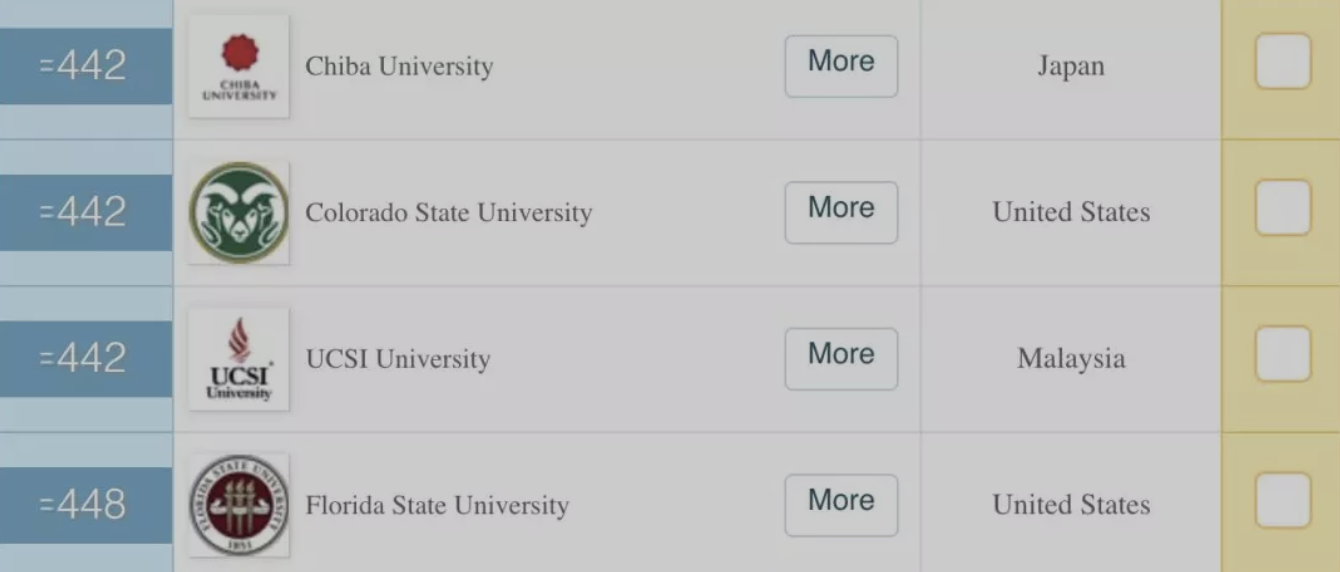 =442
CHIBA
UNIVERSITY
Chiba University
More
Japan
=442
Colorado State University
More
United States
=442
UCSI
University
UCSI University
More
Malaysia
=448
FLORIDA STATE UNIVERSITY
1851
Florida State University
More
United States